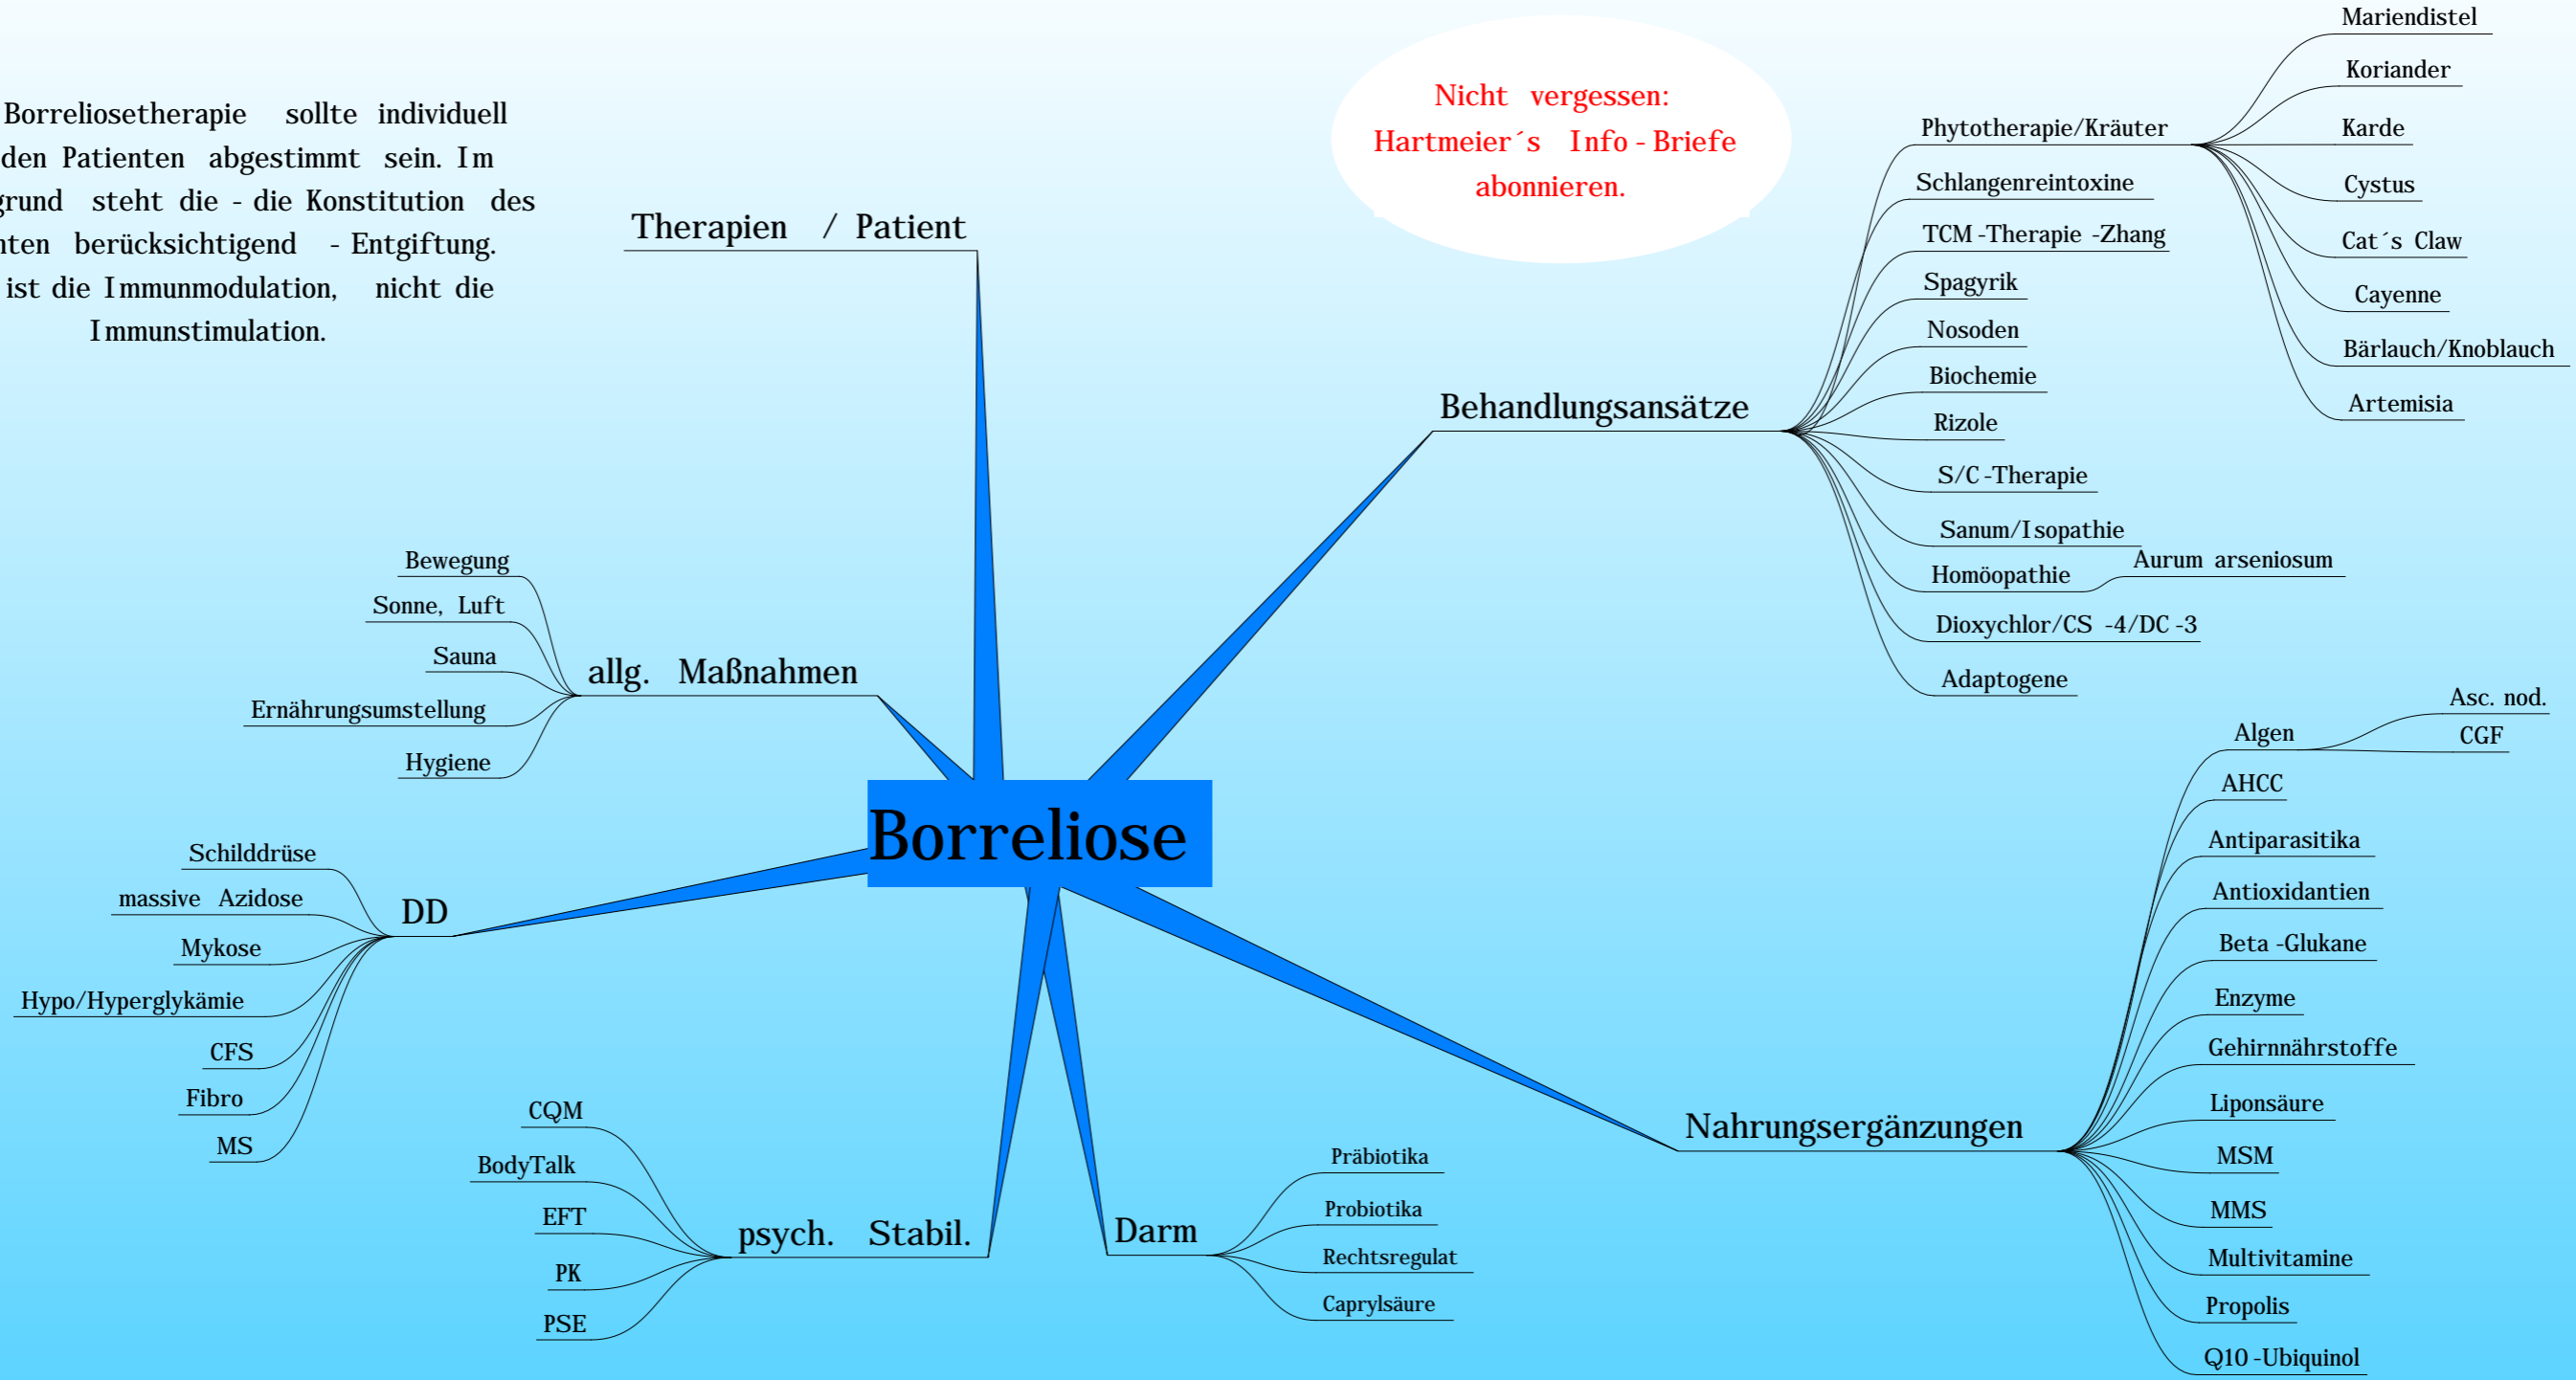 Borreliosetherapie sollte individuell
den Patienten abgestimmt sein. Im
grund steht die - die Konstitution des
nten berücksichtigend - Entgiftung.
ist die Immunmodulation, nicht die
Immunstimulation.
Nicht vergessen:
Hartmeier´s Info-Briefe
abonnieren.
Therapien / Patient
Borreliose
Behandlungsansätze
Phytotherapie/Kräuter
Mariendistel
Koriander
Karde
Cystus
Cat´s Claw
Cayenne
Bärlauch/Knoblauch
Artemisia
Schlangenreintoxine
TCM-Therapie-Zhang
Spagyrik
Nosoden
Biochemie
Rizole
S/C-Therapie
Sanum/Isopathie
Homöopathie
Aurum arseniosum
Dioxychlor/CS-4/DC-3
Adaptogene
Nahrungsergänzungen
Algen
Asc. nod.
CGF
AHCC
Antiparasitika
Antioxidantien
Beta-Glukane
Enzyme
Gehirnnährstoffe
Liponsäure
MSM
MMS
Multivitamine
Propolis
Q10-Ubiquinol
Darm
Präbiotika
Probiotika
Rechtsregulat
Caprylsäure
psych. Stabil.
CQM
BodyTalk
EFT
PK
PSE
DD
Schilddrüse
massive Azidose
Mykose
Hypo/Hyperglykämie
CFS
Fibro
MS
allg. Maßnahmen
Bewegung
Sonne, Luft
Sauna
Ernährungsumstellung
Hygiene